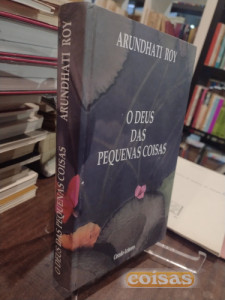 ARUNDHATI ROY
O DEUS
DAS
PEQUENAS COISAS
ARUNDHATI ROY
O DEUS DAS PEQUENAS COISAS
coisas